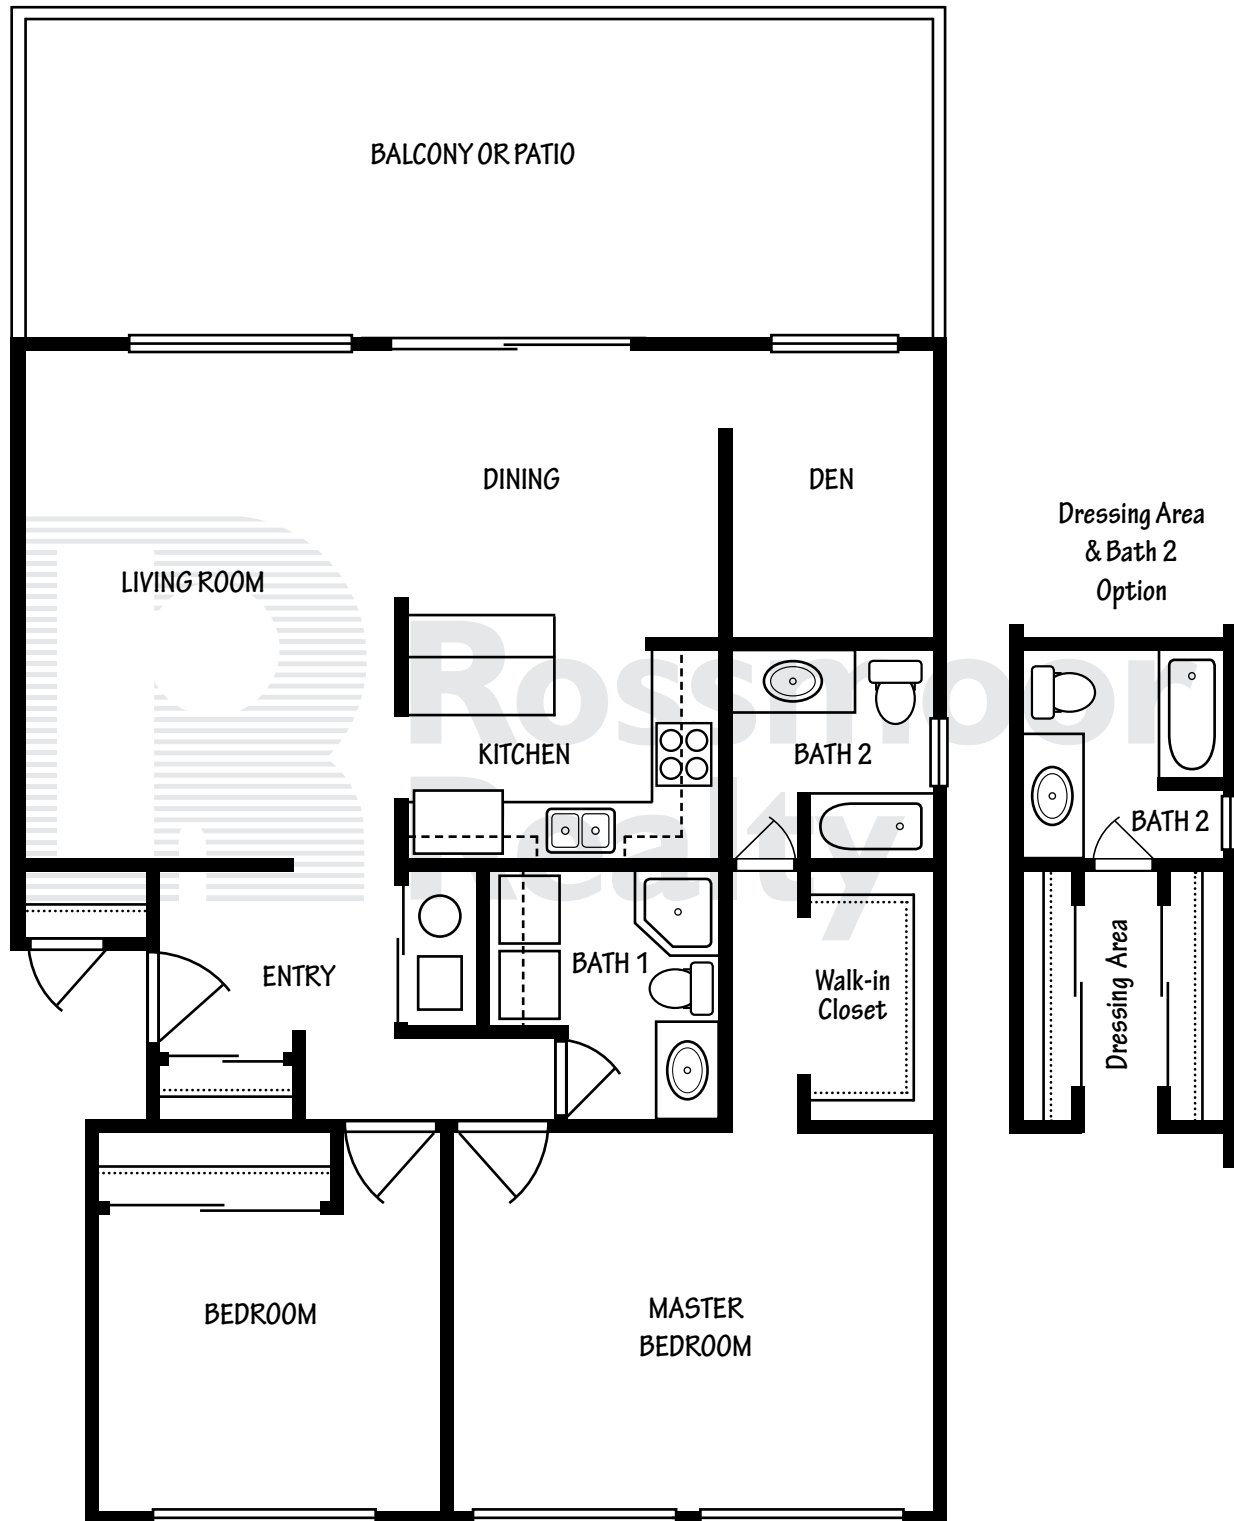 BALCONY OR PATIO
DINING
DEN
Dressing Area
& Bath 2
Option
LIVING ROOM
Rossmoor
Realty
KITCHEN
BATH 2
BATH 2
BATH 1
ENTRY
Walk-in
Closet
Dressing Area
BEDROOM
MASTER
BEDROOM